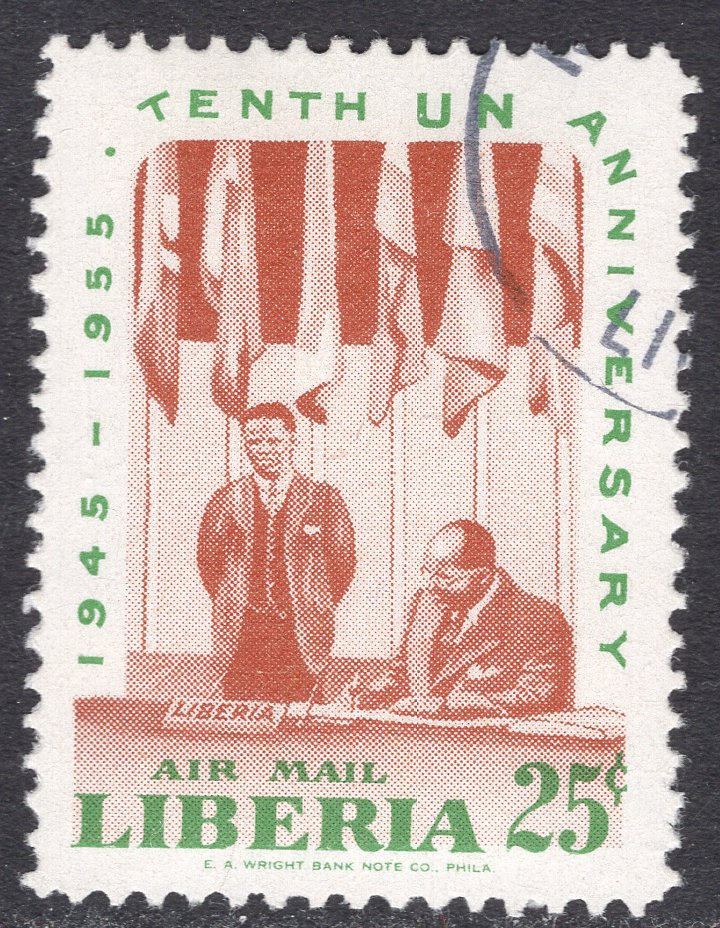 TENTH UN ANNIVERSARY
1945 - 1955.
LIBERIA
AIR MAIL
LIBERIA 25¢
E. A. WRIGHT BANK NOTE CO., PHILA.